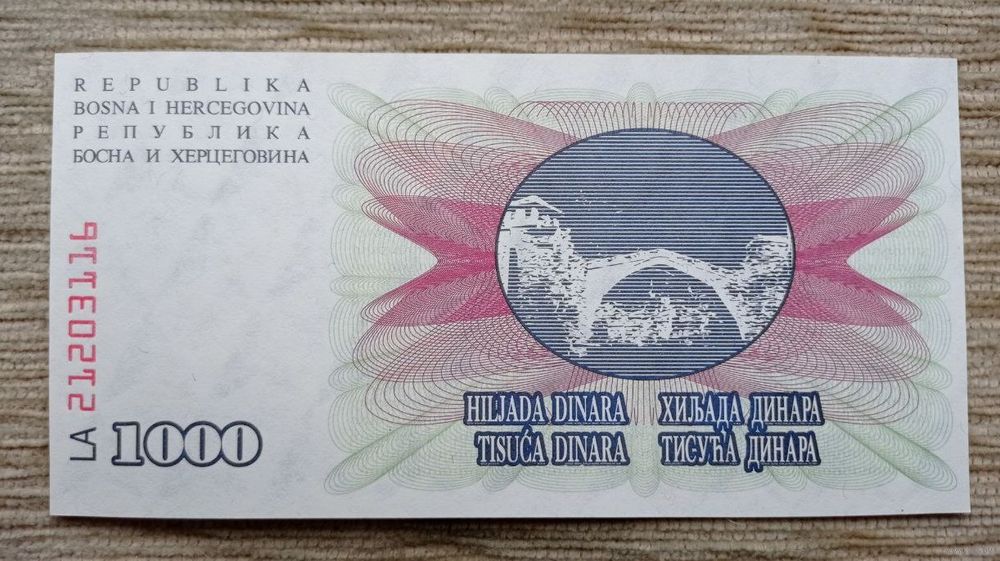 REPUBLIKA
BOSNA I HERCEGOVINA
РЕПУБЛИКА
БОСНА И ХЕРЦЕГОВИНА
LA 21203116
1000
HILJADA DINARA ХИЉАДА ДИНАРА
TISUĆA DINARA ТИСУЋА ДИНАРА